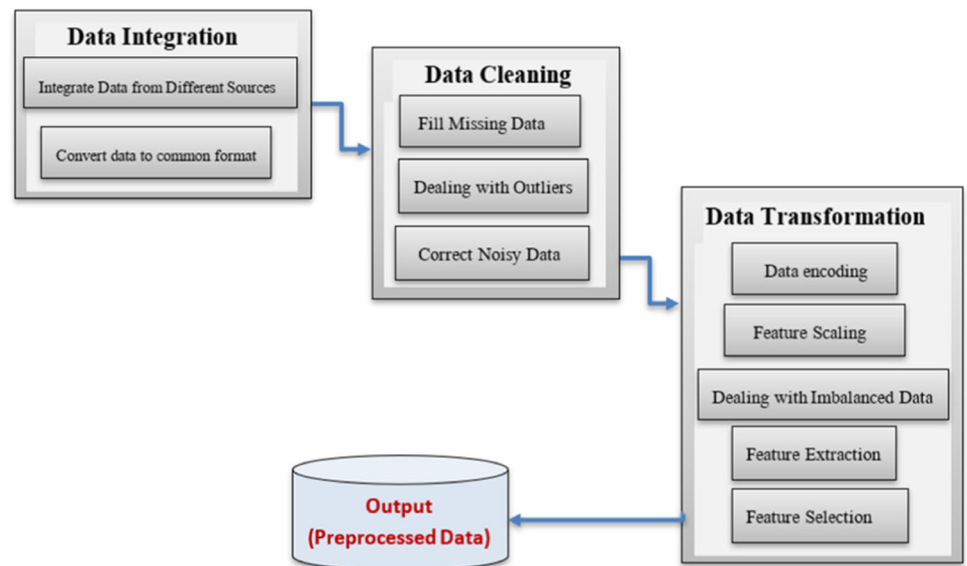 Data Integration
Integrate Data from Different Sources
Convert data to common format
Data Cleaning
Fill Missing Data
Dealing with Outliers
Correct Noisy Data
Data Transformation
Data encoding
Feature Scaling
Dealing with Imbalanced Data
Feature Extraction
Feature Selection
Output
(Preprocessed Data)